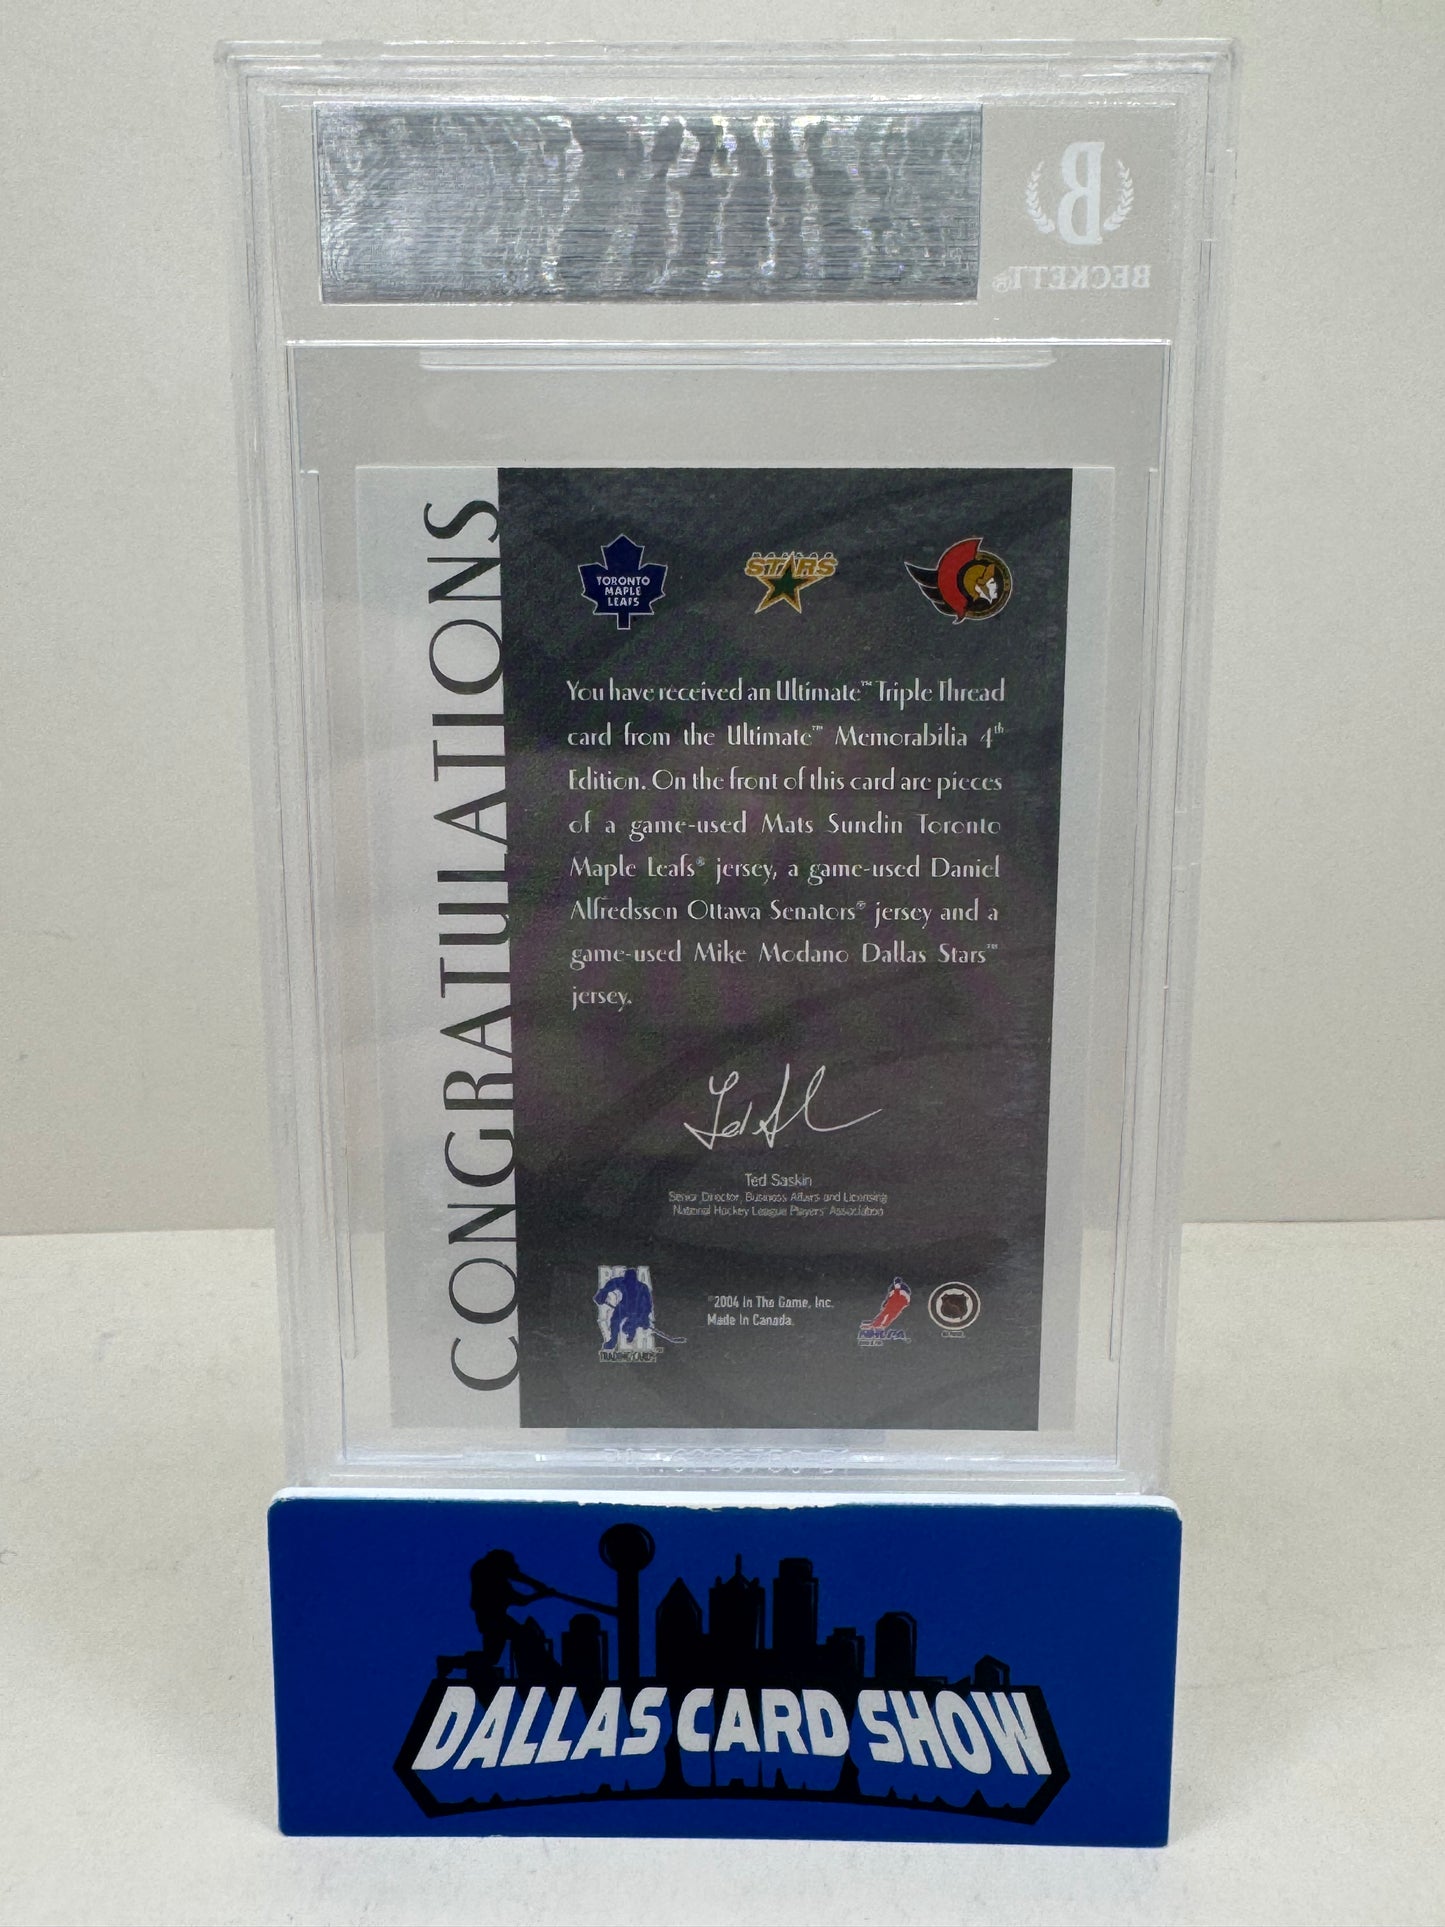 BECKETT®
CONGRATULATIONS
TORONTO
MAPLE
LEAFS
STARS
You have received an Ultimate™ Triple Thread
card from the Ultimate™ Memorabilia 4th
Edition. On the front of this card are pieces
of a game-used Mats Sundin Toronto
Maple Leafs® jersey, a game-used Daniel
Alfredsson Ottawa Senators® jersey and a
game-used Mike Modano Dallas Stars™
jersey.
Ted Saskin
Senior Director, Business Affairs and Licensing
National Hockey League Players' Association
©2004 In The Game, Inc.
Made In Canada.
TRADING CARDS
NHLPA
DALLAS CARD SHOW